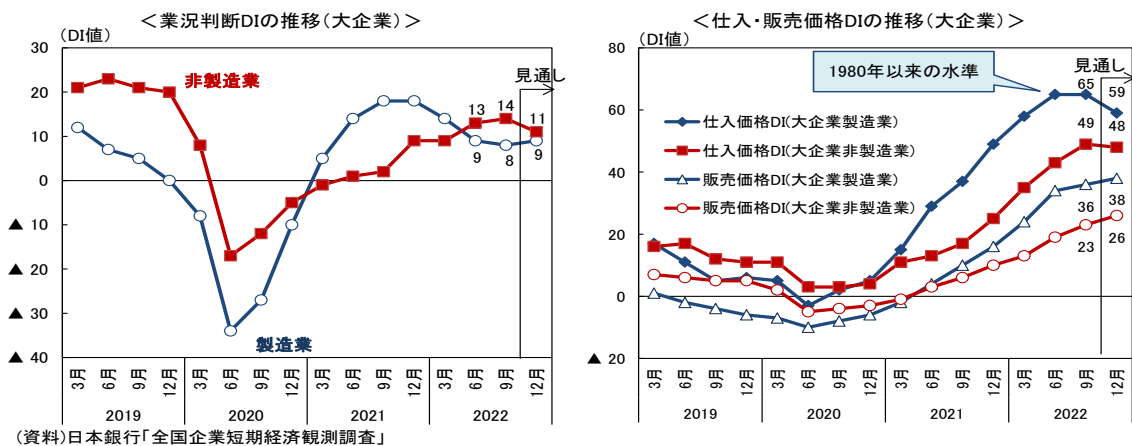 ＜業況判断DIの推移（大企業）＞
（DI値）
30
20
10
0
▲ 10
▲ 20
▲ 30
▲ 40
非製造業
製造業
見通し
13
14
11
9
8
9
3月 6月 9月 12月 3月 6月 9月 12月 3月 6月 9月 12月 3月 6月 9月 12月
2019 2020 2021 2022
（資料）日本銀行「全国企業短期経済観測調査」
＜仕入・販売価格DIの推移（大企業）＞
（DI値）
80
60
40
20
0
▲ 20
1980年以来の水準
見通し
仕入価格DI(大企業製造業)
仕入価格DI(大企業非製造業)
販売価格DI(大企業製造業)
販売価格DI(大企業非製造業)
65
59
49
48
36
38
23
26
3月 6月 9月 12月 3月 6月 9月 12月 3月 6月 9月 12月 3月 6月 9月 12月
2019 2020 2021 2022